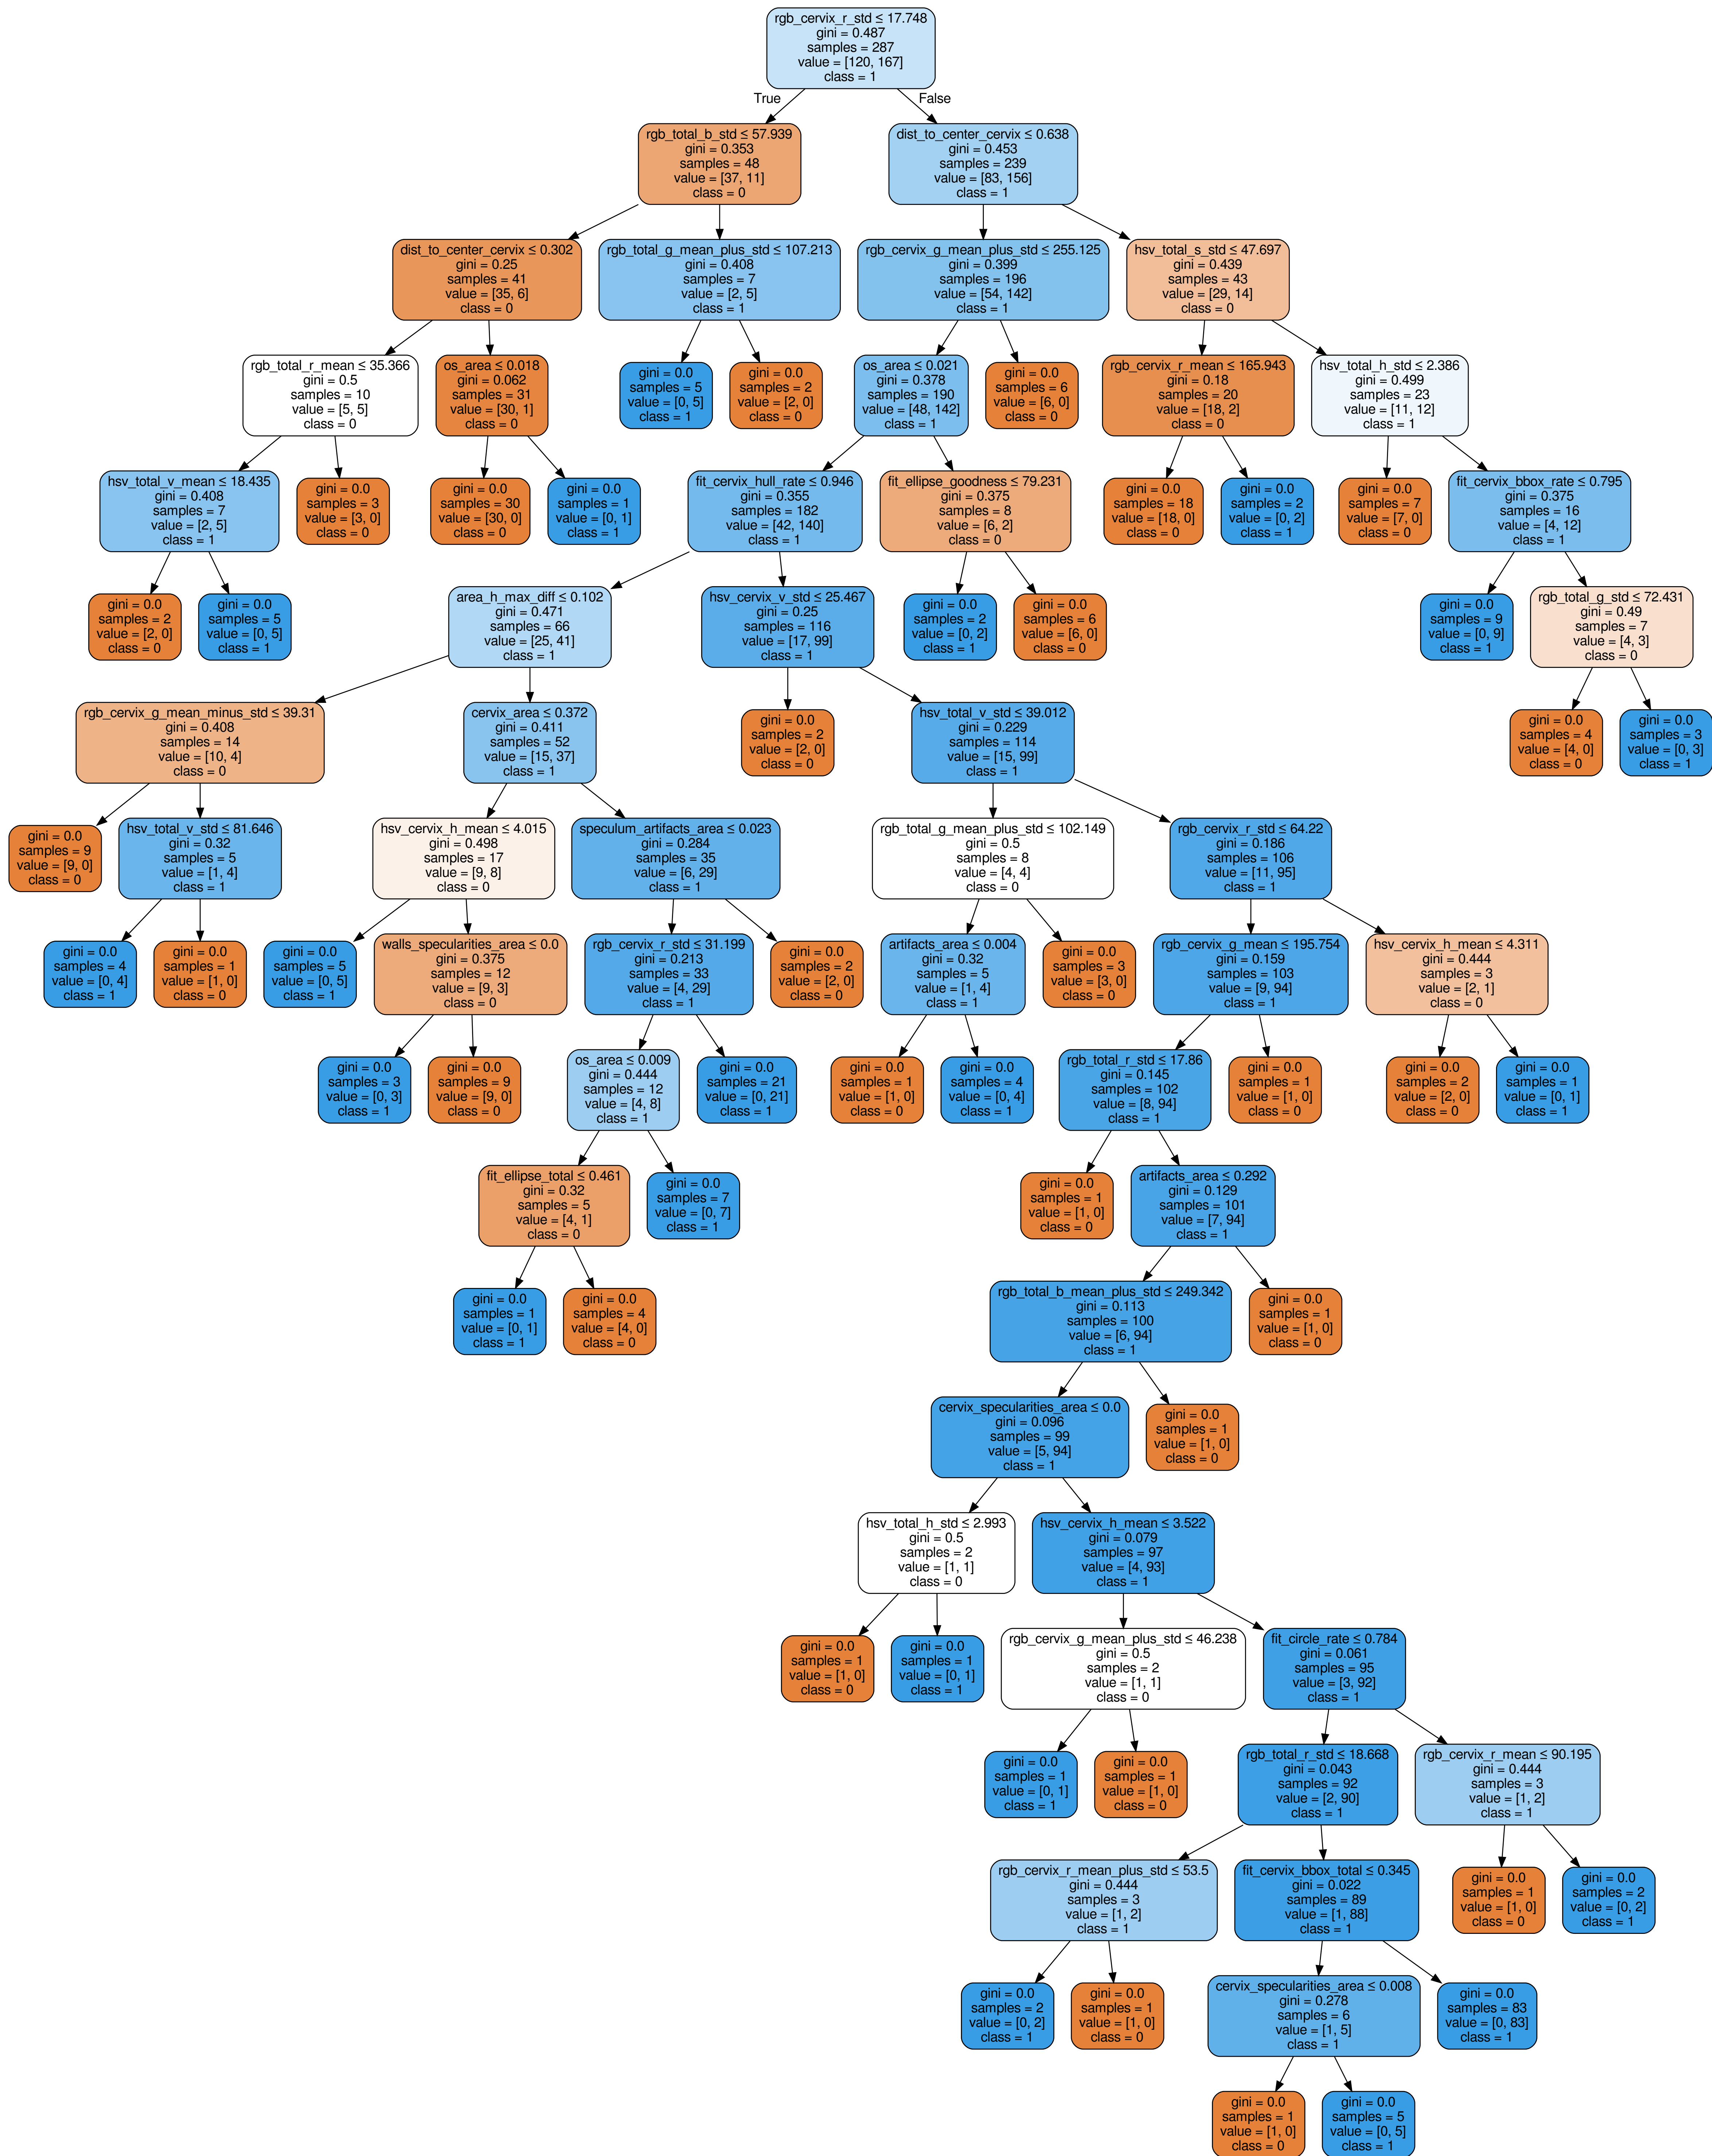 rgb_cervix_r_std ≤ 17.748
gini = 0.487
samples = 287
value = [120, 167]
class = 1
True
False
rgb_total_b_std ≤ 57.939
gini = 0.353
samples = 48
value = [37, 11]
class = 0
dist_to_center_cervix ≤ 0.638
gini = 0.453
samples = 239
value = [83, 156]
class = 1
dist_to_center_cervix ≤ 0.302
gini = 0.25
samples = 41
value = [35, 6]
class = 0
rgb_total_g_mean_plus_std ≤ 107.213
gini = 0.408
samples = 7
value = [2, 5]
class = 1
rgb_cervix_g_mean_plus_std ≤ 255.125
gini = 0.399
samples = 196
value = [54, 142]
class = 1
hsv_total_s_std ≤ 47.697
gini = 0.439
samples = 43
value = [29, 14]
class = 0
rgb_total_r_mean ≤ 35.366
gini = 0.5
samples = 10
value = [5, 5]
class = 0
os_area ≤ 0.018
gini = 0.062
samples = 31
value = [30, 1]
class = 0
gini = 0.0
samples = 5
value = [0, 5]
class = 1
gini = 0.0
samples = 2
value = [2, 0]
class = 0
os_area ≤ 0.021
gini = 0.378
samples = 190
value = [48, 142]
class = 1
gini = 0.0
samples = 6
value = [6, 0]
class = 0
rgb_cervix_r_mean ≤ 165.943
gini = 0.18
samples = 20
value = [18, 2]
class = 0
hsv_total_h_std ≤ 2.386
gini = 0.499
samples = 23
value = [11, 12]
class = 1
hsv_total_v_mean ≤ 18.435
gini = 0.408
samples = 7
value = [2, 5]
class = 1
gini = 0.0
samples = 3
value = [3, 0]
class = 0
gini = 0.0
samples = 30
value = [30, 0]
class = 0
gini = 0.0
samples = 1
value = [0, 1]
class = 1
fit_cervix_hull_rate ≤ 0.946
gini = 0.355
samples = 182
value = [42, 140]
class = 1
fit_ellipse_goodness ≤ 79.231
gini = 0.375
samples = 8
value = [6, 2]
class = 0
gini = 0.0
samples = 18
value = [18, 0]
class = 0
gini = 0.0
samples = 2
value = [0, 2]
class = 1
gini = 0.0
samples = 7
value = [7, 0]
class = 0
fit_cervix_bbox_rate ≤ 0.795
gini = 0.375
samples = 16
value = [4, 12]
class = 1
gini = 0.0
samples = 2
value = [2, 0]
class = 0
gini = 0.0
samples = 5
value = [0, 5]
class = 1
area_h_max_diff ≤ 0.102
gini = 0.471
samples = 66
value = [25, 41]
class = 1
hsv_cervix_v_std ≤ 25.467
gini = 0.25
samples = 116
value = [17, 99]
class = 1
gini = 0.0
samples = 2
value = [0, 2]
class = 1
gini = 0.0
samples = 6
value = [6, 0]
class = 0
gini = 0.0
samples = 9
value = [0, 9]
class = 1
rgb_total_g_std ≤ 72.431
gini = 0.49
samples = 7
value = [4, 3]
class = 0
rgb_cervix_g_mean_minus_std ≤ 39.31
gini = 0.408
samples = 14
value = [10, 4]
class = 0
cervix_area ≤ 0.372
gini = 0.411
samples = 52
value = [15, 37]
class = 1
gini = 0.0
samples = 2
value = [2, 0]
class = 0
hsv_total_v_std ≤ 39.012
gini = 0.229
samples = 114
value = [15, 99]
class = 1
gini = 0.0
samples = 4
value = [4, 0]
class = 0
gini = 0.0
samples = 3
value = [0, 3]
class = 1
gini = 0.0
samples = 9
value = [9, 0]
class = 0
hsv_total_v_std ≤ 81.646
gini = 0.32
samples = 5
value = [1, 4]
class = 1
hsv_cervix_h_mean ≤ 4.015
gini = 0.498
samples = 17
value = [9, 8]
class = 0
speculum_artifacts_area ≤ 0.023
gini = 0.284
samples = 35
value = [6, 29]
class = 1
rgb_total_g_mean_plus_std ≤ 102.149
gini = 0.5
samples = 8
value = [4, 4]
class = 0
rgb_cervix_r_std ≤ 64.22
gini = 0.186
samples = 106
value = [11, 95]
class = 1
gini = 0.0
samples = 4
value = [0, 4]
class = 1
gini = 0.0
samples = 1
value = [1, 0]
class = 0
gini = 0.0
samples = 5
value = [0, 5]
class = 1
walls_specularities_area ≤ 0.0
gini = 0.375
samples = 12
value = [9, 3]
class = 0
rgb_cervix_r_std ≤ 31.199
gini = 0.213
samples = 33
value = [4, 29]
class = 1
gini = 0.0
samples = 2
value = [2, 0]
class = 0
artifacts_area ≤ 0.004
gini = 0.32
samples = 5
value = [1, 4]
class = 1
gini = 0.0
samples = 3
value = [3, 0]
class = 0
rgb_cervix_g_mean ≤ 195.754
gini = 0.159
samples = 103
value = [9, 94]
class = 1
hsv_cervix_h_mean ≤ 4.311
gini = 0.444
samples = 3
value = [2, 1]
class = 0
gini = 0.0
samples = 3
value = [0, 3]
class = 1
gini = 0.0
samples = 9
value = [9, 0]
class = 0
os_area ≤ 0.009
gini = 0.444
samples = 12
value = [4, 8]
class = 1
gini = 0.0
samples = 21
value = [0, 21]
class = 1
gini = 0.0
samples = 1
value = [1, 0]
class = 0
gini = 0.0
samples = 4
value = [0, 4]
class = 1
rgb_total_r_std ≤ 17.86
gini = 0.145
samples = 102
value = [8, 94]
class = 1
gini = 0.0
samples = 1
value = [1, 0]
class = 0
gini = 0.0
samples = 2
value = [2, 0]
class = 0
gini = 0.0
samples = 1
value = [0, 1]
class = 1
fit_ellipse_total ≤ 0.461
gini = 0.32
samples = 5
value = [4, 1]
class = 0
gini = 0.0
samples = 7
value = [0, 7]
class = 1
gini = 0.0
samples = 1
value = [1, 0]
class = 0
artifacts_area ≤ 0.292
gini = 0.129
samples = 101
value = [7, 94]
class = 1
gini = 0.0
samples = 1
value = [0, 1]
class = 1
gini = 0.0
samples = 4
value = [4, 0]
class = 0
rgb_total_b_mean_plus_std ≤ 249.342
gini = 0.113
samples = 100
value = [6, 94]
class = 1
gini = 0.0
samples = 1
value = [1, 0]
class = 0
cervix_specularities_area ≤ 0.0
gini = 0.096
samples = 99
value = [5, 94]
class = 1
gini = 0.0
samples = 1
value = [1, 0]
class = 0
hsv_total_h_std ≤ 2.993
gini = 0.5
samples = 2
value = [1, 1]
class = 0
hsv_cervix_h_mean ≤ 3.522
gini = 0.079
samples = 97
value = [4, 93]
class = 1
gini = 0.0
samples = 1
value = [1, 0]
class = 0
gini = 0.0
samples = 1
value = [0, 1]
class = 1
rgb_cervix_g_mean_plus_std ≤ 46.238
gini = 0.5
samples = 2
value = [1, 1]
class = 0
fit_circle_rate ≤ 0.784
gini = 0.061
samples = 95
value = [3, 92]
class = 1
gini = 0.0
samples = 1
value = [0, 1]
class = 1
gini = 0.0
samples = 1
value = [1, 0]
class = 0
rgb_total_r_std ≤ 18.668
gini = 0.043
samples = 92
value = [2, 90]
class = 1
rgb_cervix_r_mean ≤ 90.195
gini = 0.444
samples = 3
value = [1, 2]
class = 1
rgb_cervix_r_mean_plus_std ≤ 53.5
gini = 0.444
samples = 3
value = [1, 2]
class = 1
fit_cervix_bbox_total ≤ 0.345
gini = 0.022
samples = 89
value = [1, 88]
class = 1
gini = 0.0
samples = 1
value = [1, 0]
class = 0
gini = 0.0
samples = 2
value = [0, 2]
class = 1
gini = 0.0
samples = 2
value = [0, 2]
class = 1
gini = 0.0
samples = 1
value = [1, 0]
class = 0
cervix_specularities_area ≤ 0.008
gini = 0.278
samples = 6
value = [1, 5]
class = 1
gini = 0.0
samples = 83
value = [0, 83]
class = 1
gini = 0.0
samples = 1
value = [1, 0]
class = 0
gini = 0.0
samples = 5
value = [0, 5]
class = 1